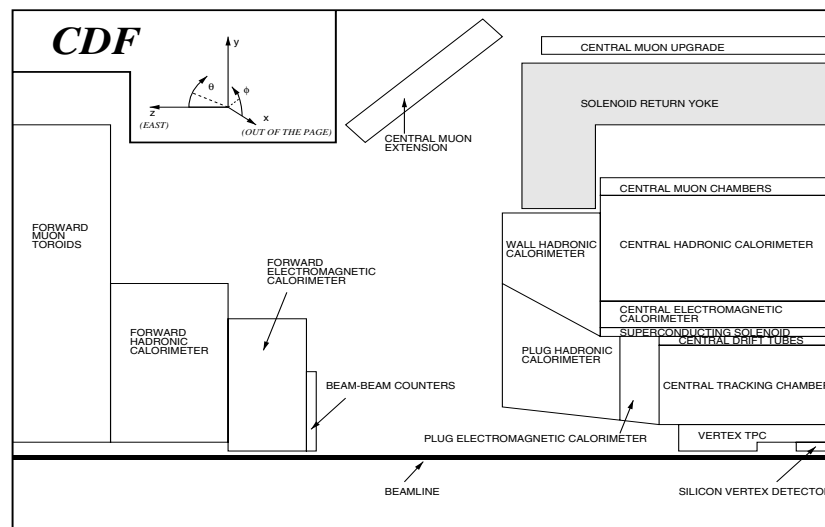 CDF
y
θ
ϕ
z
x
(EAST)
(OUT OF THE PAGE)
CENTRAL MUON UPGRADE
SOLENOID RETURN YOKE
CENTRAL MUON
EXTENSION
CENTRAL MUON CHAMBERS
FORWARD
MUON
TOROIDS
WALL HADRONIC
CALORIMETER
CENTRAL HADRONIC CALORIMETER
FORWARD
ELECTROMAGNETIC
CALORIMETER
CENTRAL ELECTROMAGNETIC
CALORIMETER
SUPERCONDUCTING SOLENOID
CENTRAL DRIFT TUBES
FORWARD
HADRONIC
CALORIMETER
PLUG HADRONIC
CALORIMETER
BEAM-BEAM COUNTERS
CENTRAL TRACKING CHAMBER
PLUG ELECTROMAGNETIC CALORIMETER
VERTEX TPC
BEAMLINE
SILICON VERTEX DETECTO